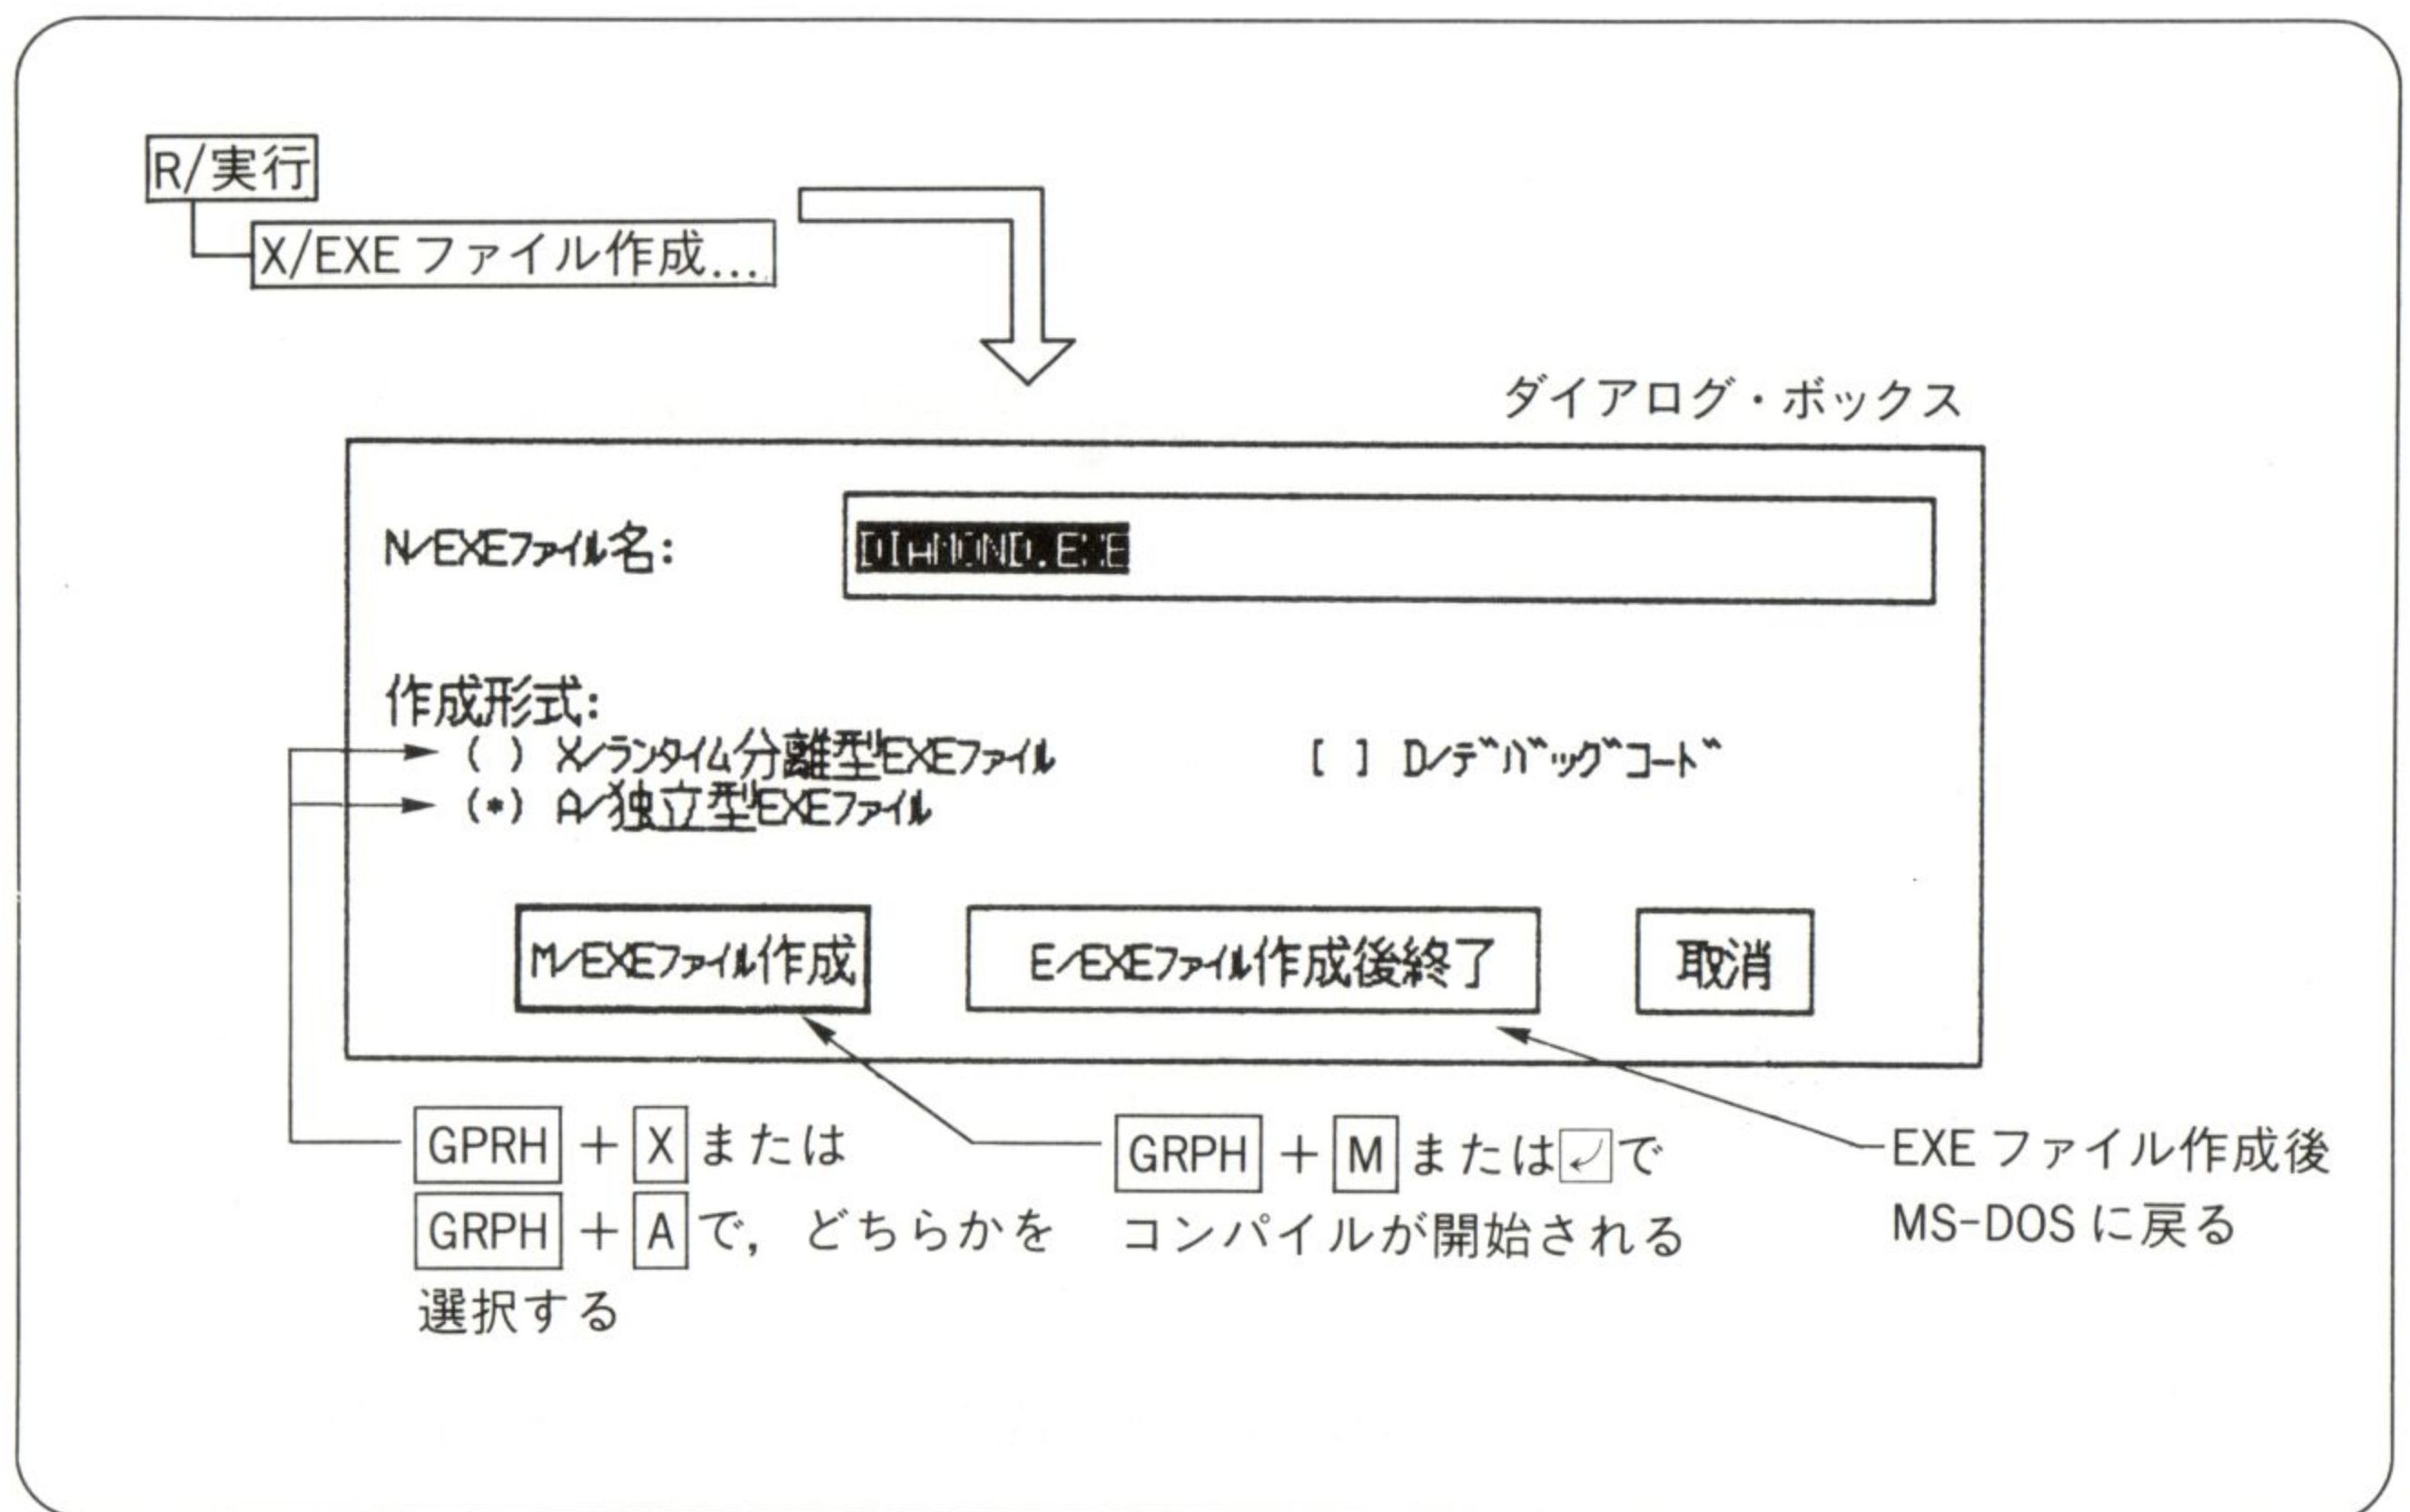 R/実行
X/EXE ファイル作成...
ダイアログ・ボックス
N/EXEファイル名: DIAMOND.EXE
作成形式:
( ) X/ランタイム分離型EXEファイル [ ] D/デバッグコード
(*) A/独立型EXEファイル
M/EXEファイル作成 E/EXEファイル作成後終了 取消
GPRH + X または
GRPH + A で，どちらかを
選択する
GRPH + M または↲で
コンパイルが開始される
EXE ファイル作成後
MS-DOS に戻る